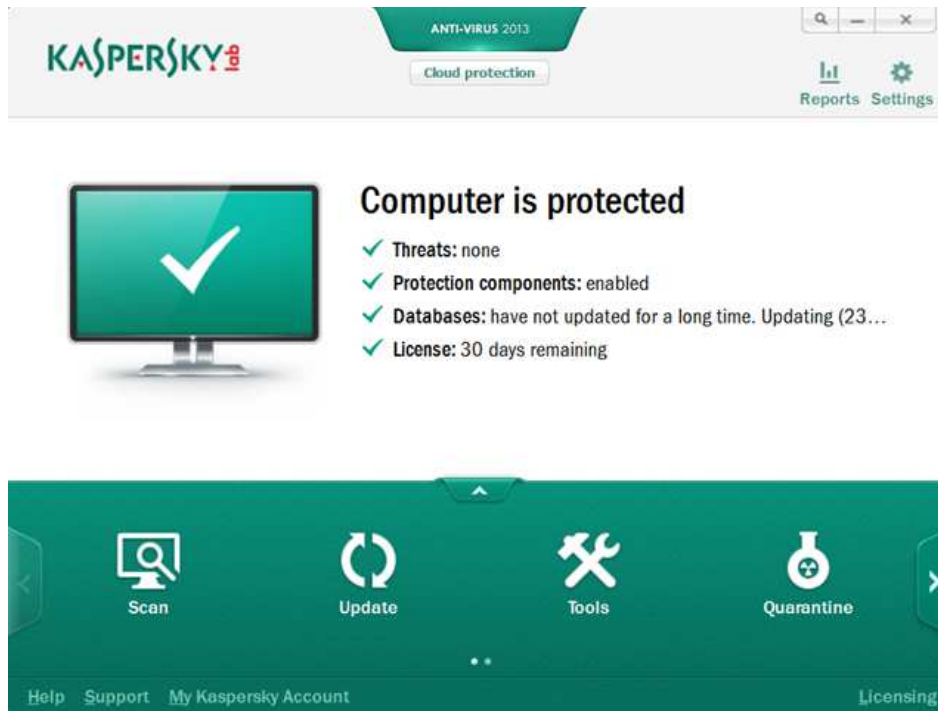 KASPERSKY lab
ANTI-VIRUS 2013
Cloud protection
Reports Settings
Computer is protected
Threats: none
Protection components: enabled
Databases: have not updated for a long time. Updating (23...
License: 30 days remaining
Scan Update Tools Quarantine
Help Support My Kaspersky Account Licensing